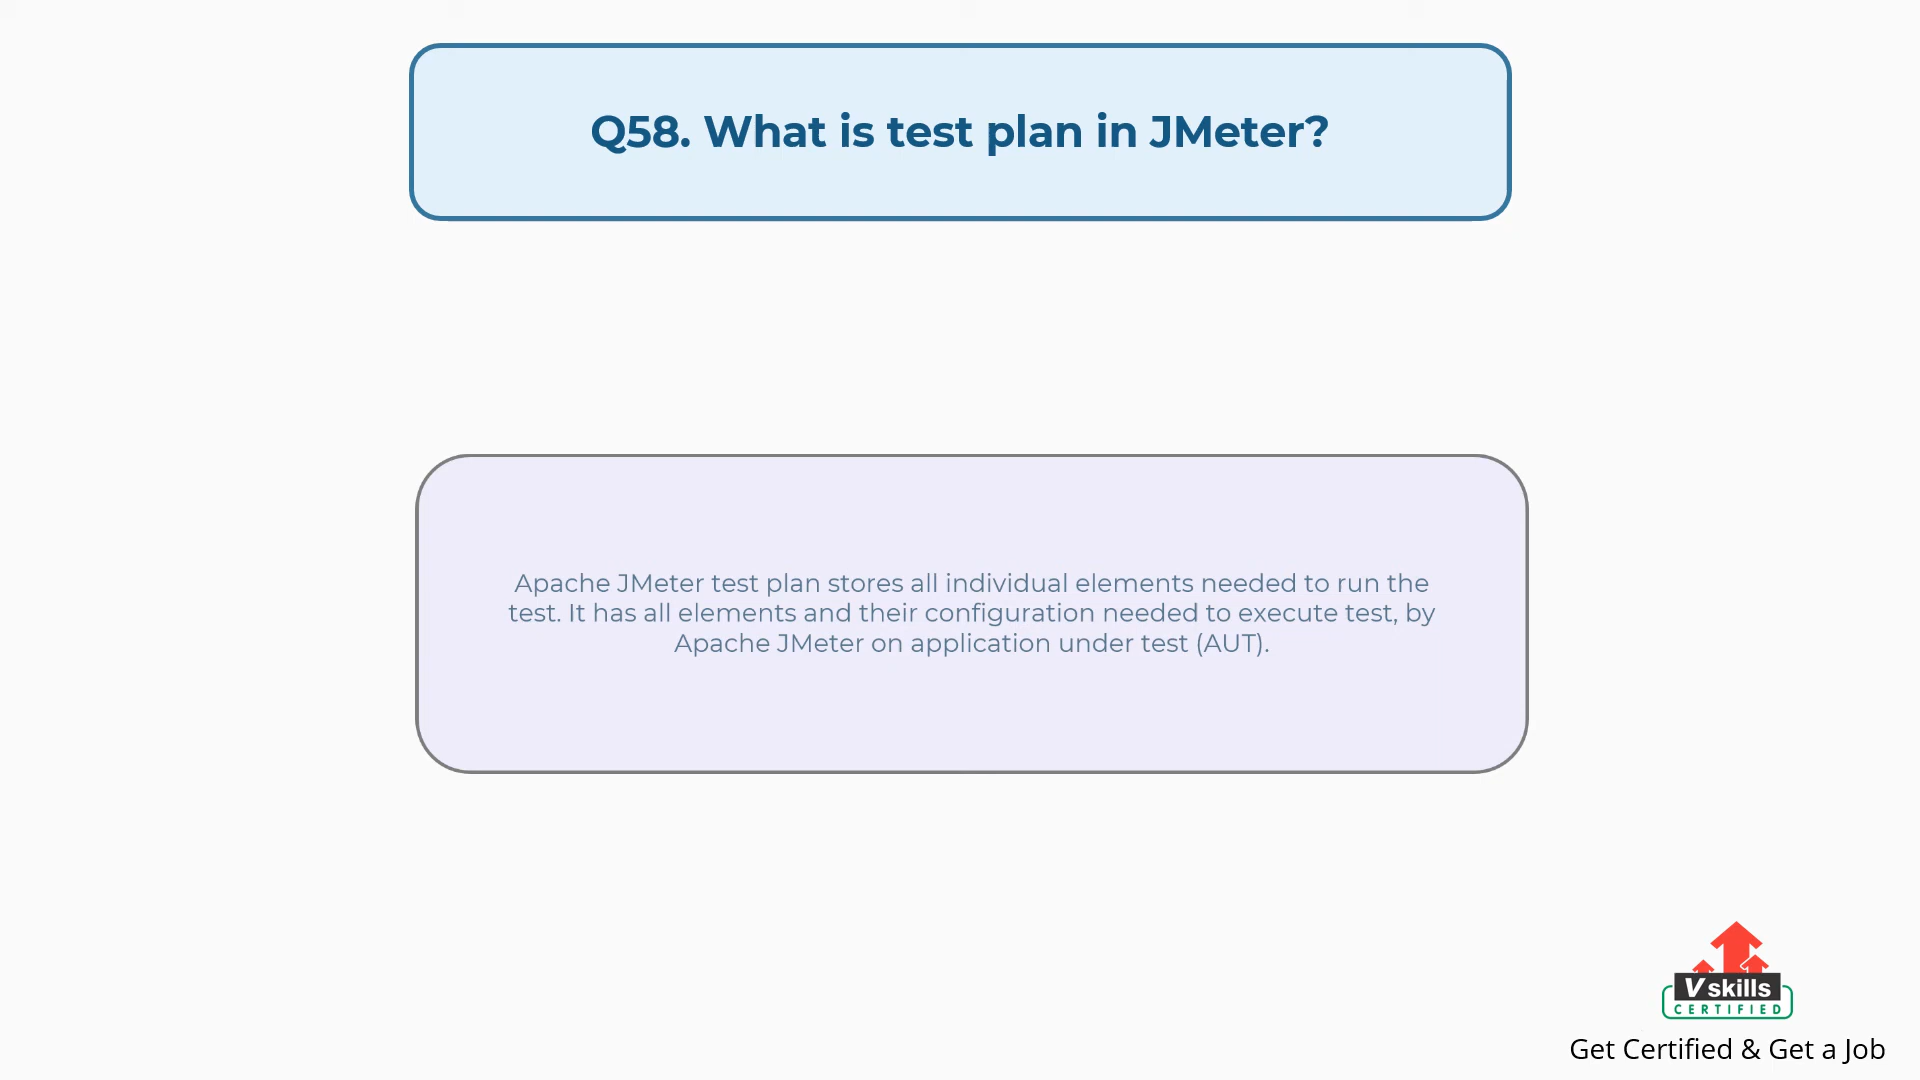 Q58. What is test plan in JMeter?
Apache JMeter test plan stores all individual elements needed to run the
test. It has all elements and their configuration needed to execute test, by
Apache JMeter on application under test (AUT).
Vskills
CERTIFIED
Get Certified & Get a Job